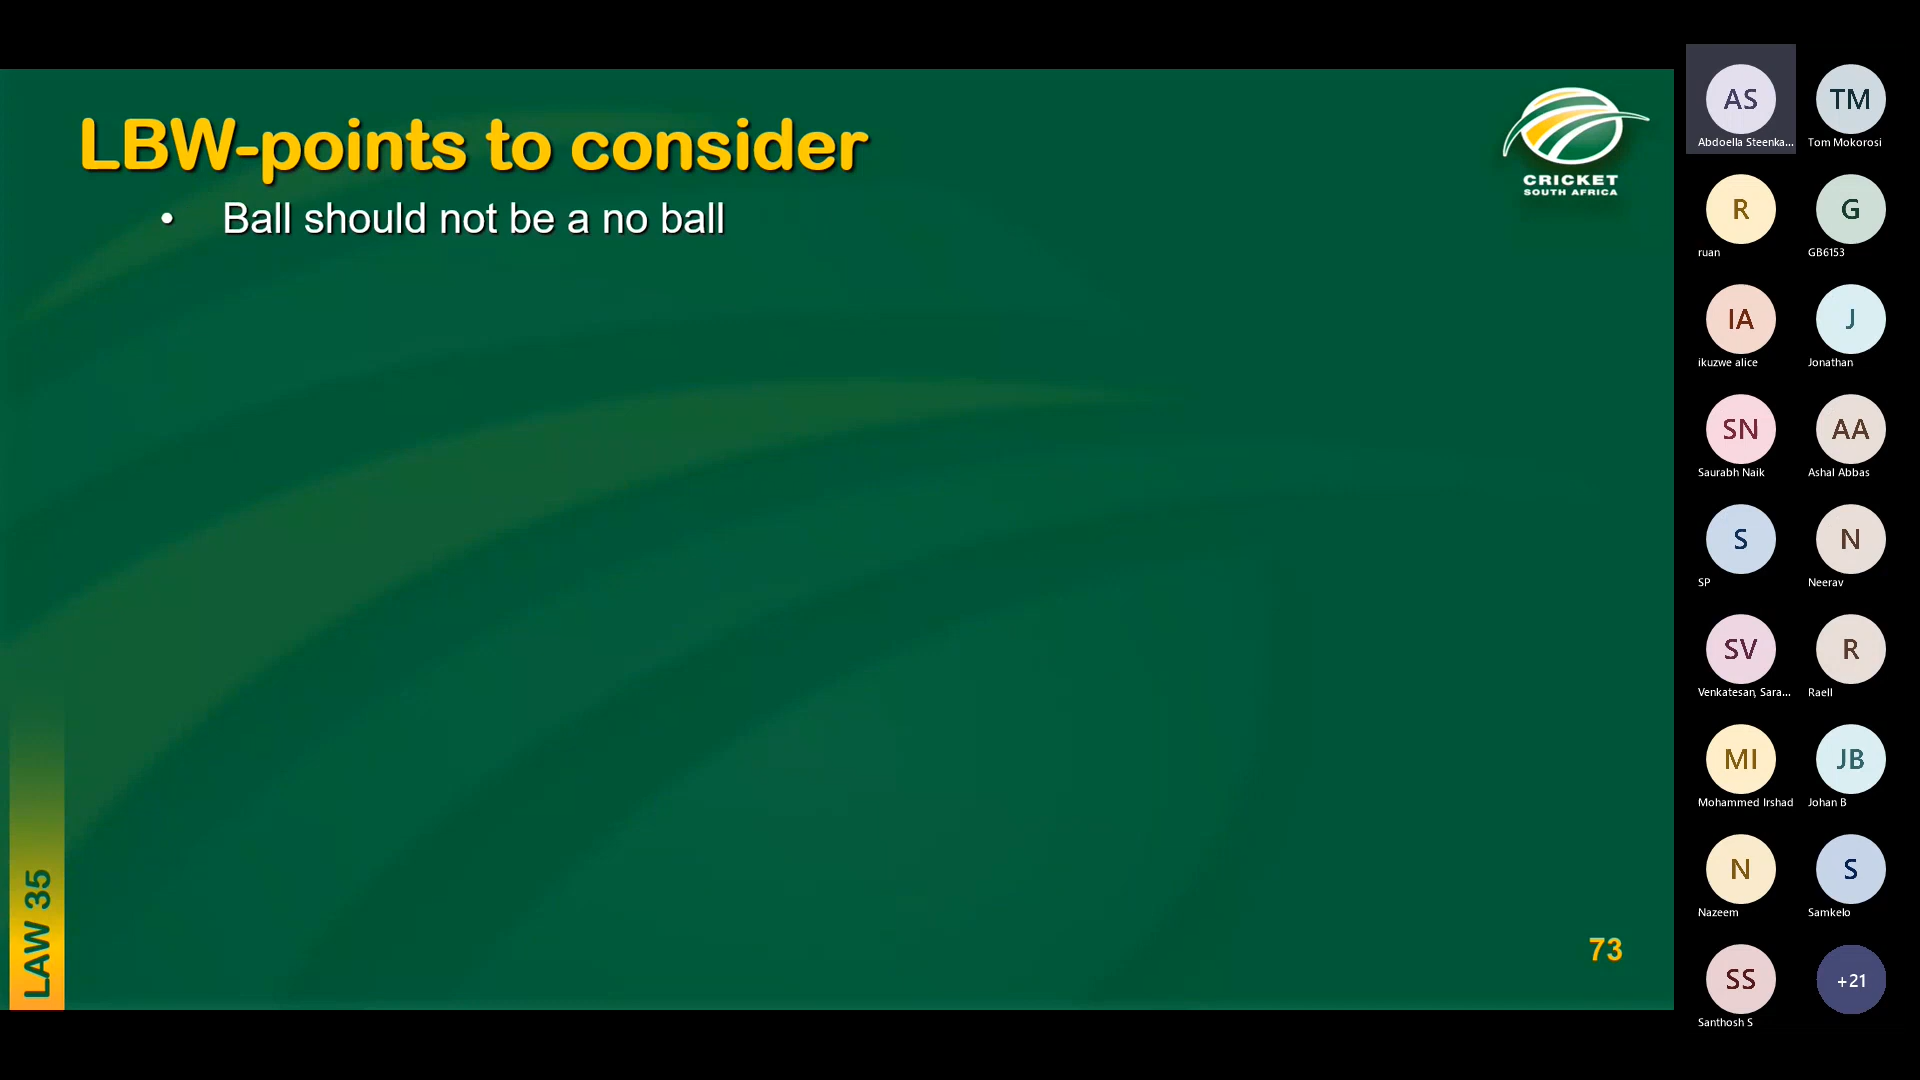 LBW-points to consider
• Ball should not be a no ball
CRICKET
SOUTH AFRICA
LAW 35
73
AS
Abdoella Steenka...
TM
Tom Mokorosi
R
ruan
G
GB6153
IA
ikuzwe alice
J
Jonathan
SN
Saurabh Naik
AA
Ashal Abbas
S
SP
N
Neerav
SV
Venkatesan, Sara...
R
Raell
MI
Mohammed Irshad
JB
Johan B
N
Nazeem
S
Samkelo
SS
Santhosh S
+21